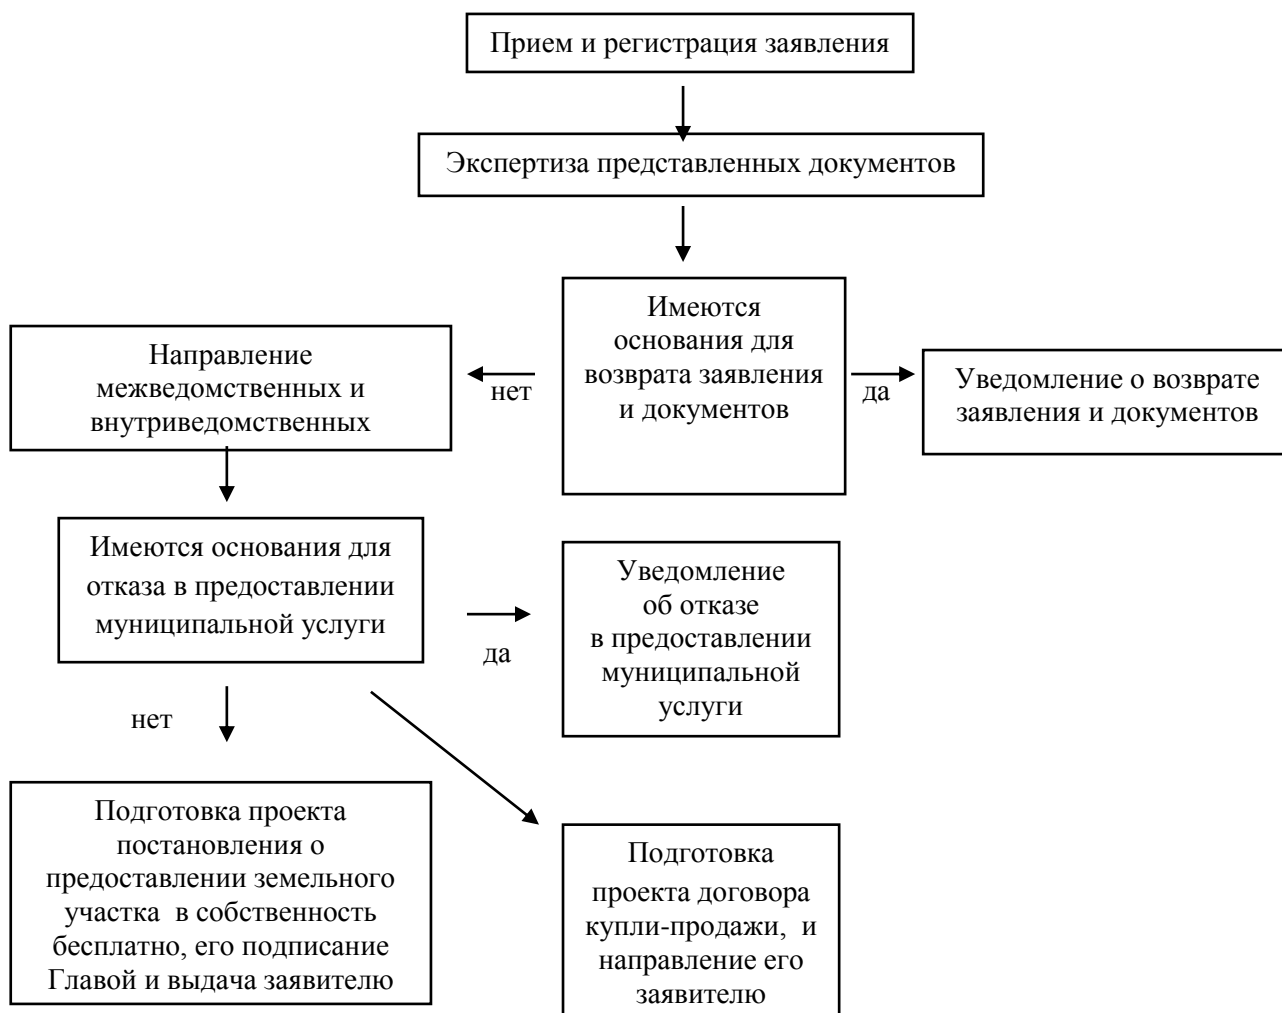 Прием и регистрация заявления
Экспертиза представленных документов
Имеются
основания для
возврата заявления
и документов
Направление
межведомственных и
внутриведомственных
нет
да
Уведомление о возврате
заявления и документов
Имеются основания для
отказа в предоставлении
муниципальной услуги
да
Уведомление
об отказе
в предоставлении
муниципальной
услуги
нет
Подготовка проекта
постановления о
предоставлении земельного
участка в собственность
бесплатно, его подписание
Главой и выдача заявителю
Подготовка
проекта договора
купли-продажи, и
направление его
заявителю